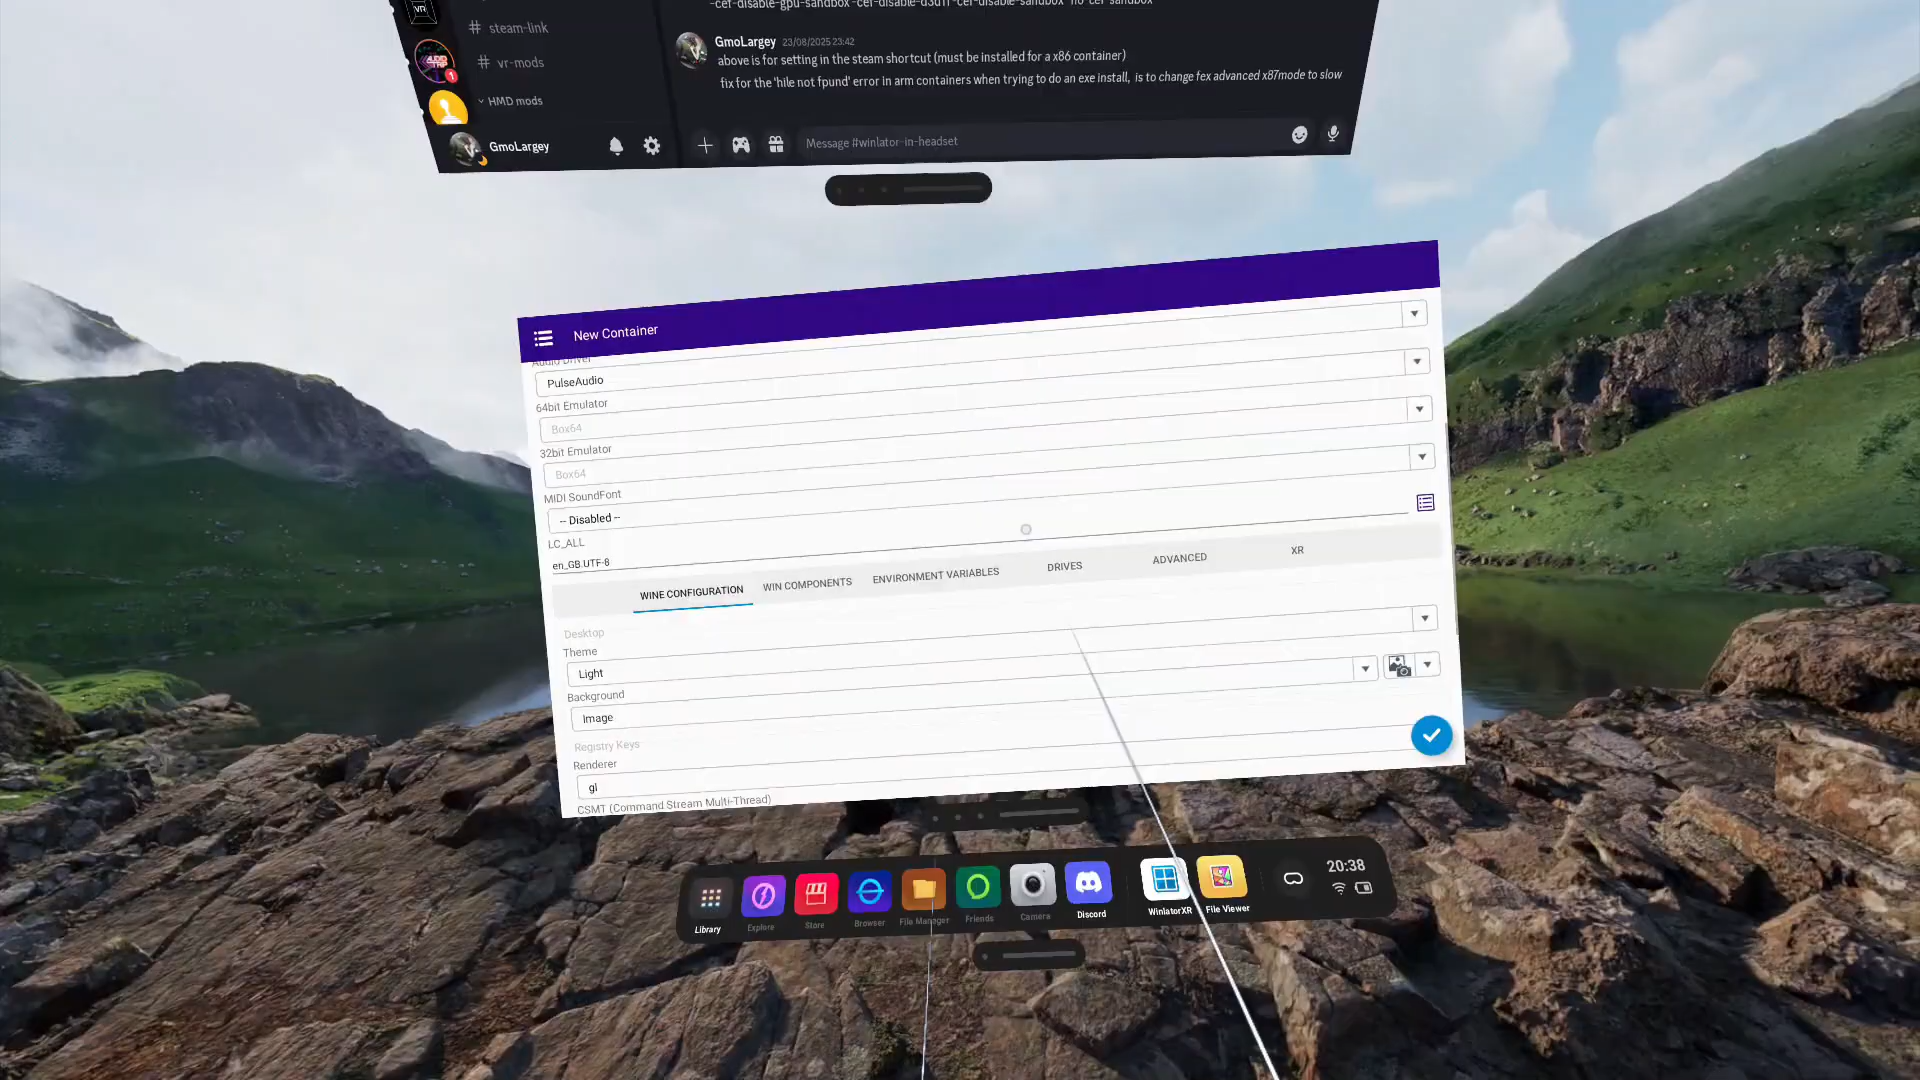 -cef-disable-gpu-sandbox -cef-disable-d3d11 -cef-disable-sandbox -no-cef-sandbox
steam-link
GmoLargey 23/08/2025 23:42
above is for setting in the steam shortcut (must be installed for a x86 container)
vr-mods
fix for the 'hile not fpund' error in arm containers when trying to do an exe install, is to change fex advanced x87mode to slow
HMD mods
GmoLargey
Message #winlator-in-headset
New Container
Audio Driver
PulseAudio
64bit Emulator
Box64
32bit Emulator
Box64
MIDI SoundFont
-- Disabled --
LC_ALL
en_GB.UTF-8
WINE CONFIGURATION WIN COMPONENTS ENVIRONMENT VARIABLES DRIVES ADVANCED XR
Desktop
Theme
Light
Background
Image
Registry Keys
Renderer
gl
CSMT (Command Stream Multi-Thread)
20:38
Library Explore Store Browser File Manager Friends Camera Discord WinlatorXR File Viewer